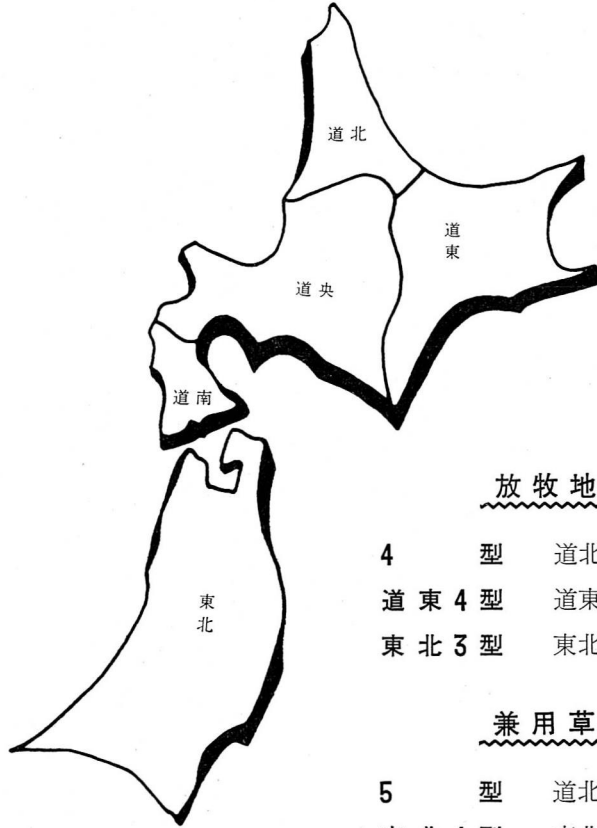 道北
道東
道央
道南
東北
放牧地
4 型 道北
道東4型 道東
東北3型 東北
兼用草
5 型 道北